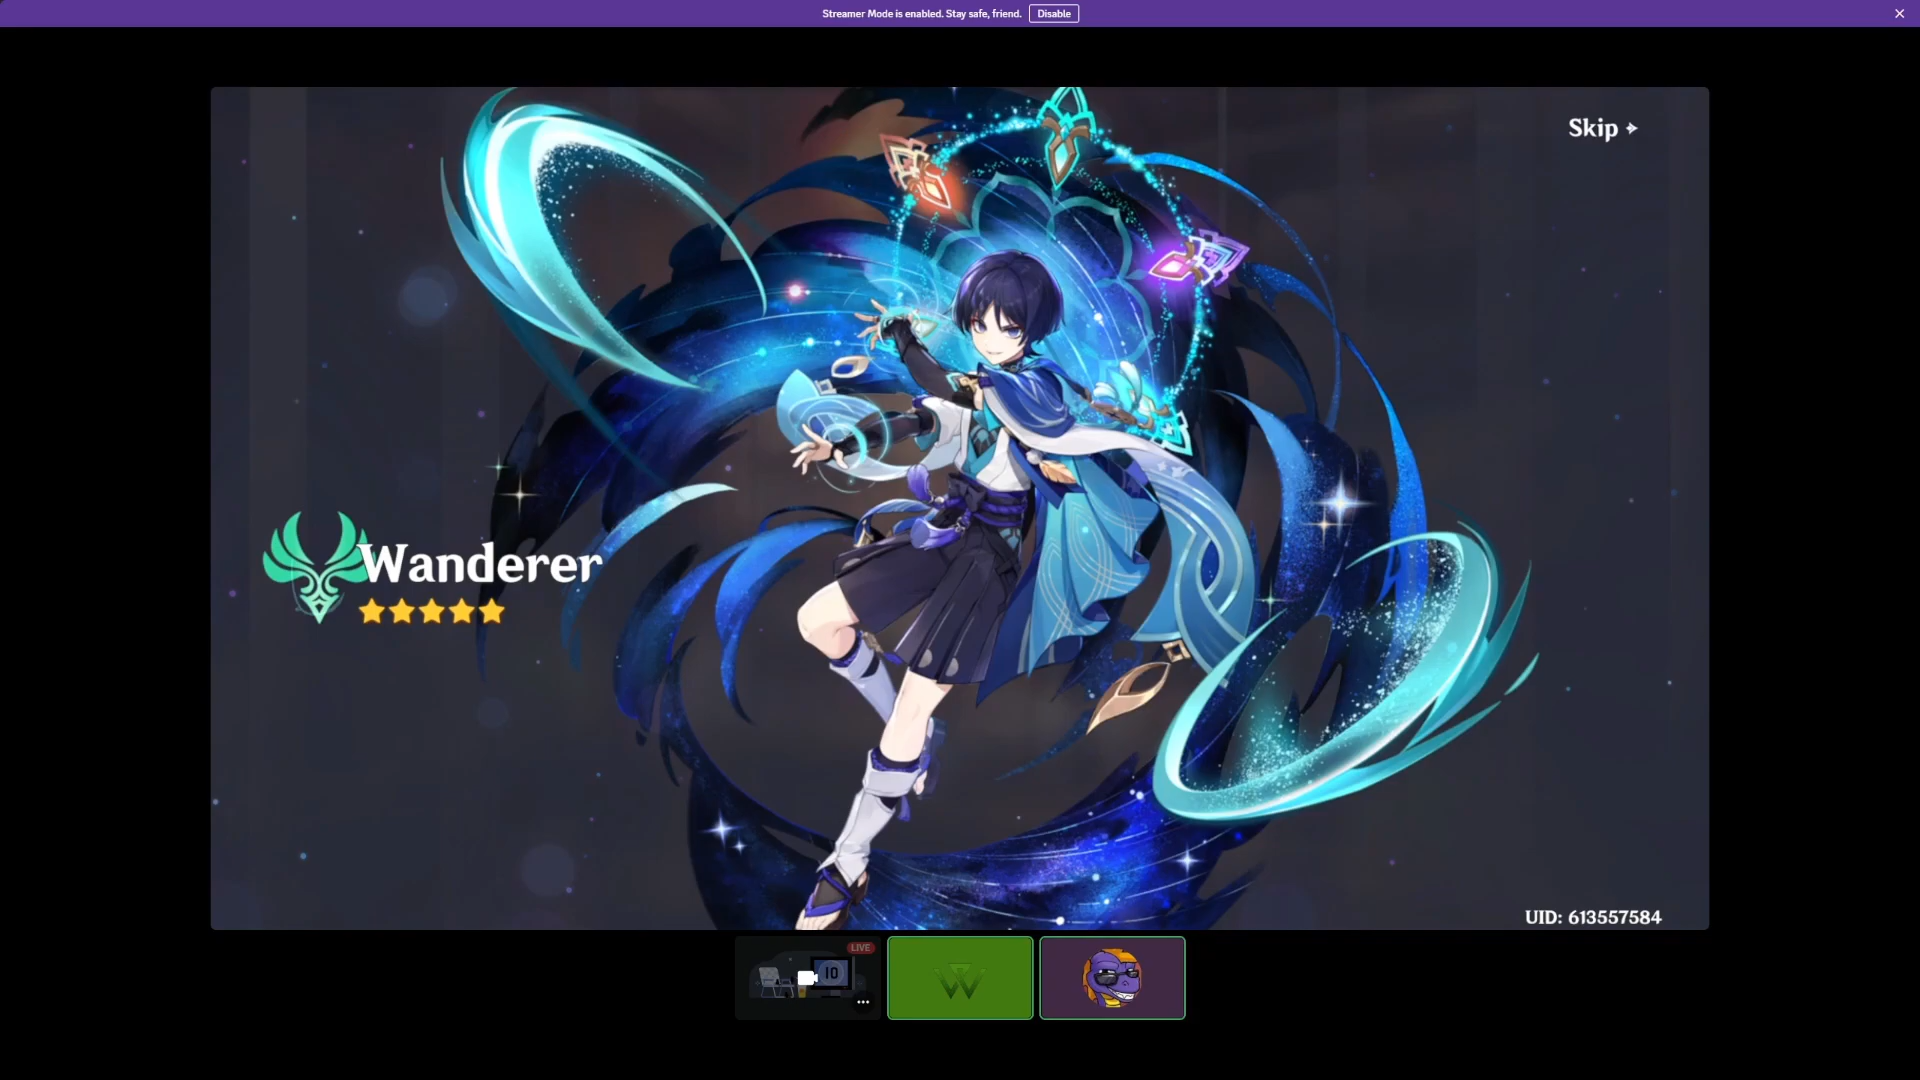 Streamer Mode is enabled. Stay safe, friend. Disable
Skip
Wanderer
UID: 613557584
LIVE
10
W